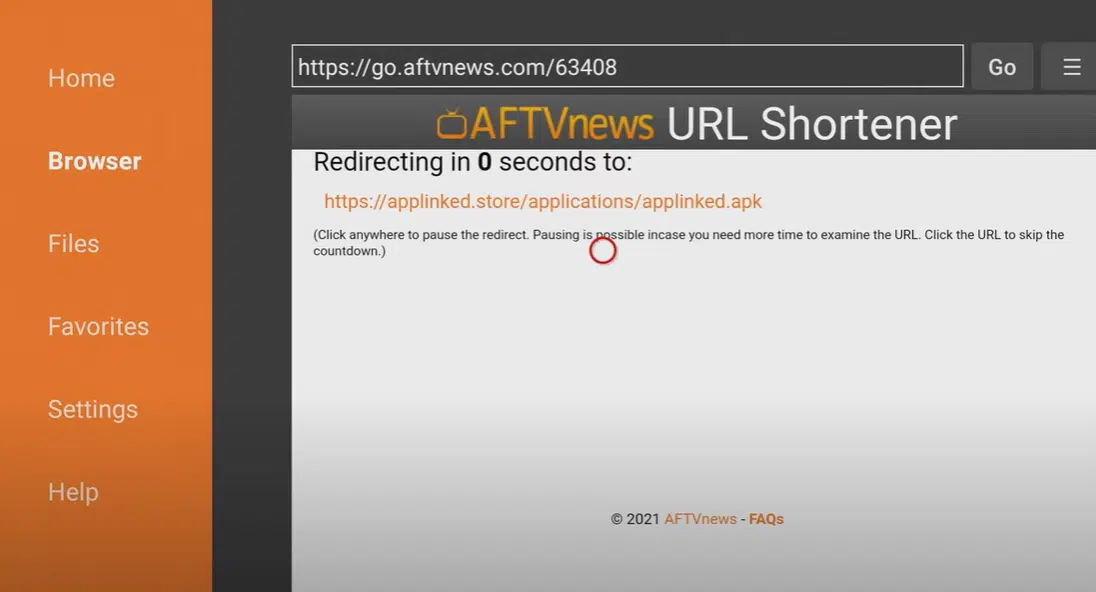 Home
Browser
Files
Favorites
Settings
Help
https://go.aftvnews.com/63408
Go
AFTVnews URL Shortener
Redirecting in 0 seconds to:
https://applinked.store/applications/applinked.apk
(Click anywhere to pause the redirect. Pausing is possible incase you need more time to examine the URL. Click the URL to skip the
countdown.)
© 2021 AFTVnews - FAQs